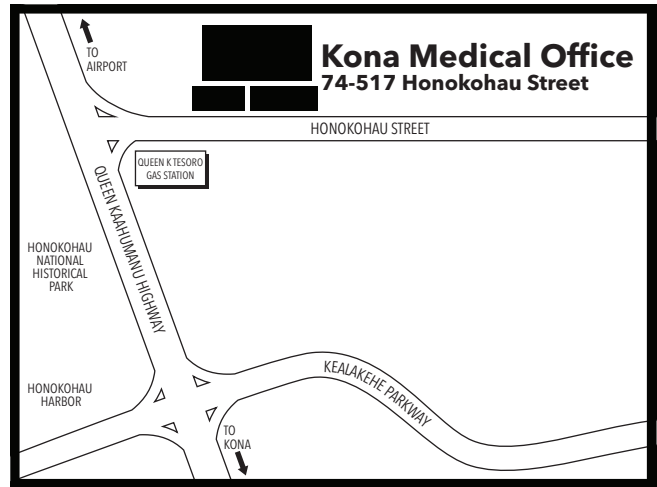 TO
AIRPORT
Kona Medical Office
74-517 Honokohau Street
HONOKOHAU STREET
QUEEN K TESORO
GAS STATION
QUEEN KAAHUMANU HIGHWAY
HONOKOHAU
NATIONAL
HISTORICAL
PARK
KEALAKEHE PARKWAY
HONOKOHAU
HARBOR
TO
KONA